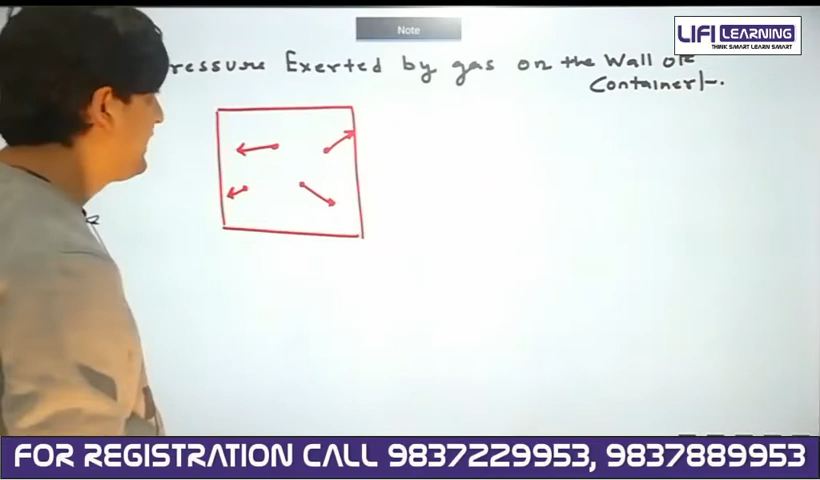 Note
LIFI LEARNING
THINK SMART LEARN SMART
ressure Exerted by gas on the Wall of
Container:-.
FOR REGISTRATION CALL 9837229953, 9837889953